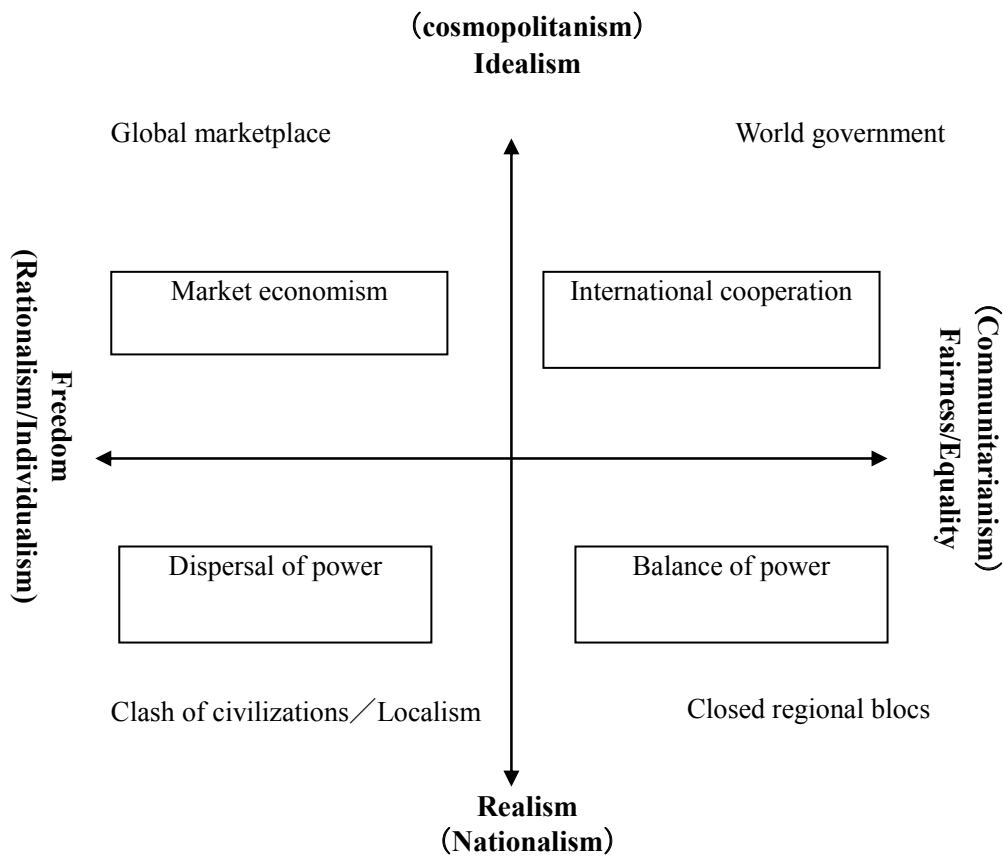 (cosmopolitanism)
Idealism
Global marketplace
World government
Market economism
International cooperation
Freedom
(Rationalism/Individualism)
(Communitarianism)
Fairness/Equality
Dispersal of power
Balance of power
Clash of civilizations／Localism
Closed regional blocs
Realism
(Nationalism)